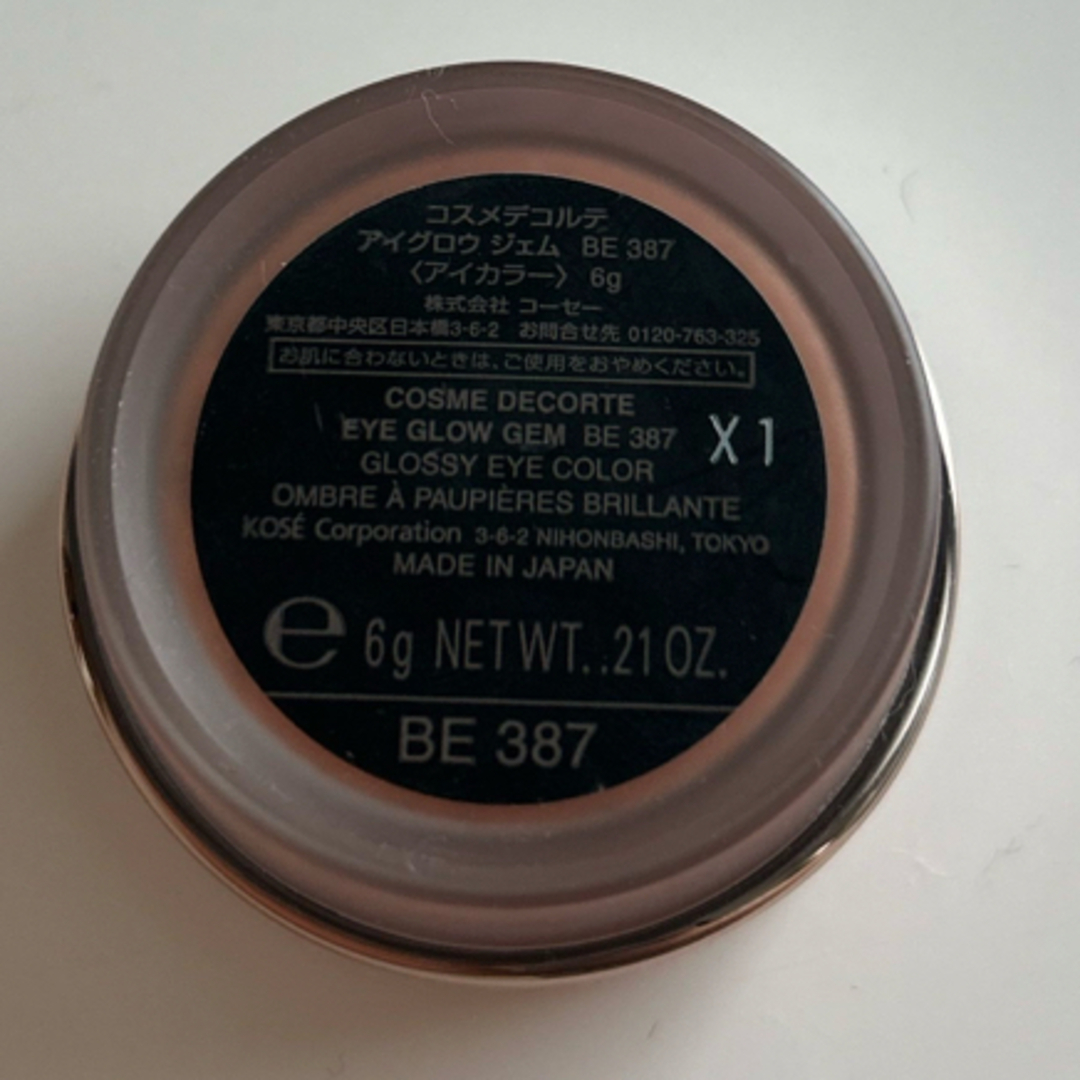 コスメデコルテ
アイグロウ ジェム BE 387
〈アイカラー〉 6g
株式会社 コーセー
東京都中央区日本橋3-6-2 お問合せ先 0120-763-325
お肌に合わないときは、ご使用をおやめください。
COSME DECORTE
EYE GLOW GEM BE 387
X1
GLOSSY EYE COLOR
OMBRE À PAUPIÈRES BRILLANTE
KOSÉ Corporation 3-6-2 NIHONBASHI, TOKYO
MADE IN JAPAN
e 6g NET WT. .21 OZ.
BE 387